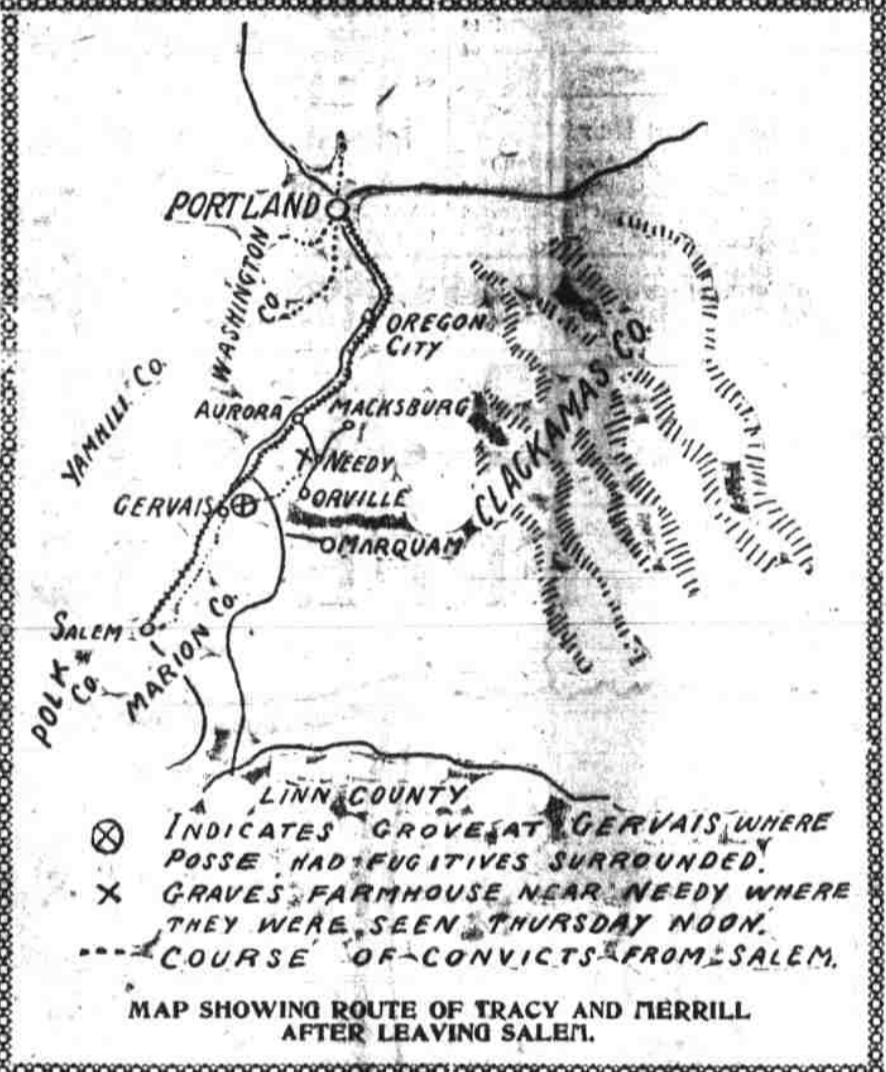 PORTLAND
WASHINGTON
Co.
OREGON
CITY
YAMHILL Co.
CLACKAMAS Co.
AURORA
MACKSBURG
NEEDY
GERVAIS
ORVILLE
MARQUAM
SALEM
MARION Co.
POLK
Co.
LINN COUNTY
INDICATES GROVE AT GERVAIS WHERE
POSSE HAD FUGITIVES SURROUNDED.
X GRAVES FARMHOUSE NEAR NEEDY WHERE
THEY WERE SEEN THURSDAY NOON.
COURSE OF CONVICTS FROM SALEM.
MAP SHOWING ROUTE OF TRACY AND MERRILL
AFTER LEAVING SALEM.